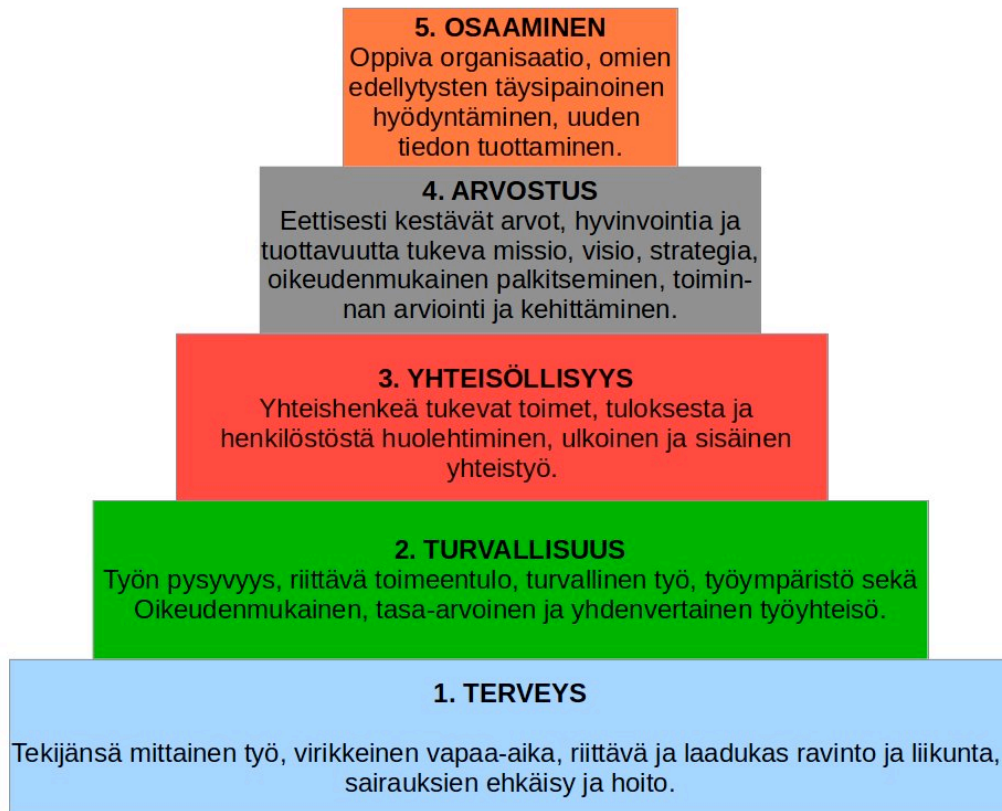 5. OSAAMINEN
Oppiva organisaatio, omien
edellytysten täysipainoinen
hyödyntäminen, uuden
tiedon tuottaminen.
4. ARVOSTUS
Eettisesti kestävät arvot, hyvinvointia ja
tuottavuutta tukeva missio, visio, strategia,
oikeudenmukainen palkitseminen, toimin-
nan arviointi ja kehittäminen.
3. YHTEISÖLLISYYS
Yhteishenkeä tukevat toimet, tuloksesta ja
henkilöstöstä huolehtiminen, ulkoinen ja sisäinen
yhteistyö.
2. TURVALLISUUS
Työn pysyvyys, riittävä toimeentulo, turvallinen työ, työympäristö sekä
Oikeudenmukainen, tasa-arvoinen ja yhdenvertainen työyhteisö.
1. TERVEYS
Tekijänsä mittainen työ, virikkeinen vapaa-aika, riittävä ja laadukas ravinto ja liikunta,
sairauksien ehkäisy ja hoito.